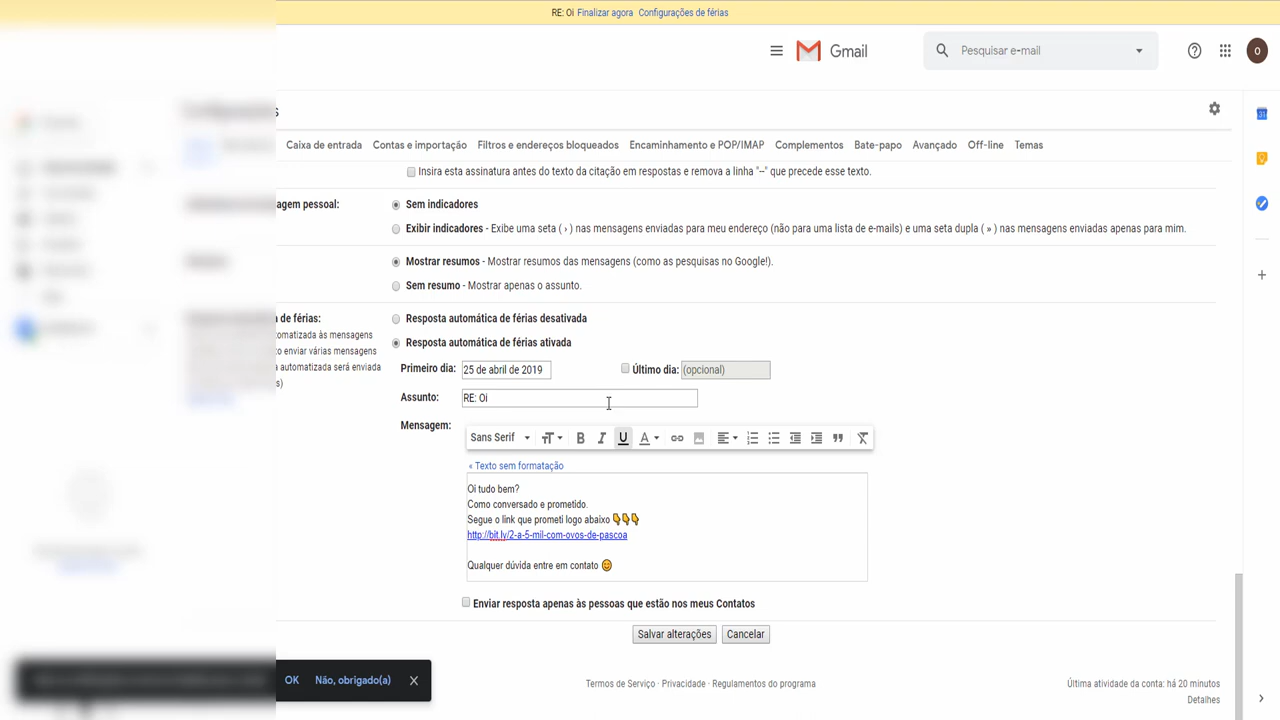 RE: Oi Finalizar agora Configurações de férias
Gmail
Pesquisar e-mail
O
s
Caixa de entrada Contas e importação Filtros e endereços bloqueados Encaminhamento e POP/IMAP Complementos Bate-papo Avançado Off-line Temas
Insira esta assinatura antes do texto da citação em respostas e remova a linha "--" que precede esse texto.
agem pessoal:
Sem indicadores
Exibir indicadores - Exibe uma seta ( › ) nas mensagens enviadas para meu endereço (não para uma lista de e-mails) e uma seta dupla ( » ) nas mensagens enviadas apenas para mim.
Mostrar resumos - Mostrar resumos das mensagens (como as pesquisas no Google!).
Sem resumo - Mostrar apenas o assunto.
a de férias:
omatizada às mensagens
o enviar várias mensagens
a automatizada será enviada
s)
Resposta automática de férias desativada
Resposta automática de férias ativada
Primeiro dia: 25 de abril de 2019 Último dia: (opcional)
Assunto: RE: Oi
Mensagem:
Sans Serif
« Texto sem formatação
Oi tudo bem?
Como conversado e prometido.
Segue o link que prometi logo abaixo 👇👇👇
http://bit.ly/2-a-5-mil-com-ovos-de-pascoa
Qualquer dúvida entre em contato 😊
Enviar resposta apenas às pessoas que estão nos meus Contatos
Salvar alterações Cancelar
OK Não, obrigado(a)
Termos de Serviço · Privacidade · Regulamentos do programa
Última atividade da conta: há 20 minutos
Detalhes